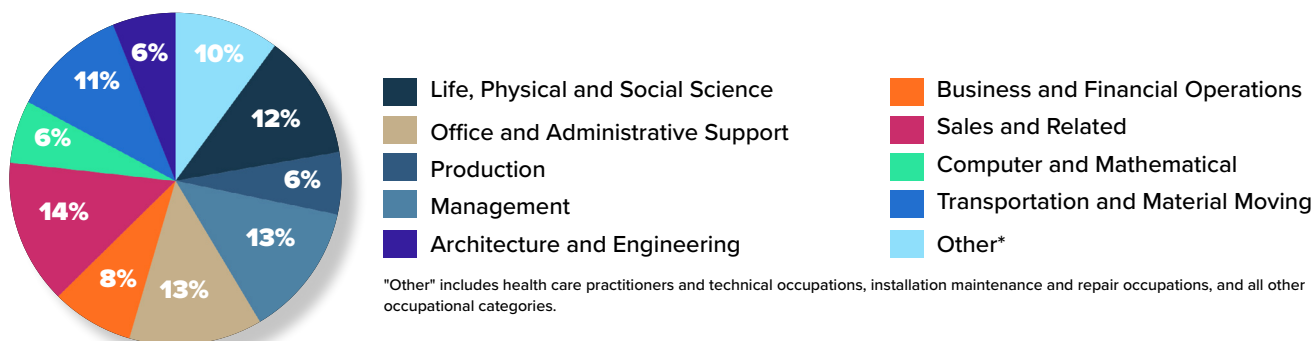 6%
10%
11%
12%
6%
6%
14%
13%
8%
13%
Life, Physical and Social Science
Office and Administrative Support
Production
Management
Architecture and Engineering
Business and Financial Operations
Sales and Related
Computer and Mathematical
Transportation and Material Moving
Other*
"Other" includes health care practitioners and technical occupations, installation maintenance and repair occupations, and all other
occupational categories.